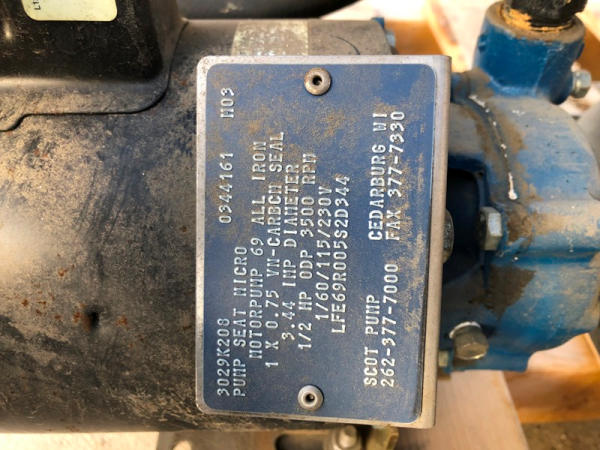 3029K208 0344161 M03
PUMP SEAT MICRO
MOTORPUMP 69 ALL IRON
1 X 0.75 VN-CARBCN SEAL
3.44 IMP DIAMETER
1/2 HP ODP 3500 RPM
1/60/115/230V
LFE69R005S2D344
SCOT PUMP CEDARBURG WI
262-377-7000 FAX 377-7330